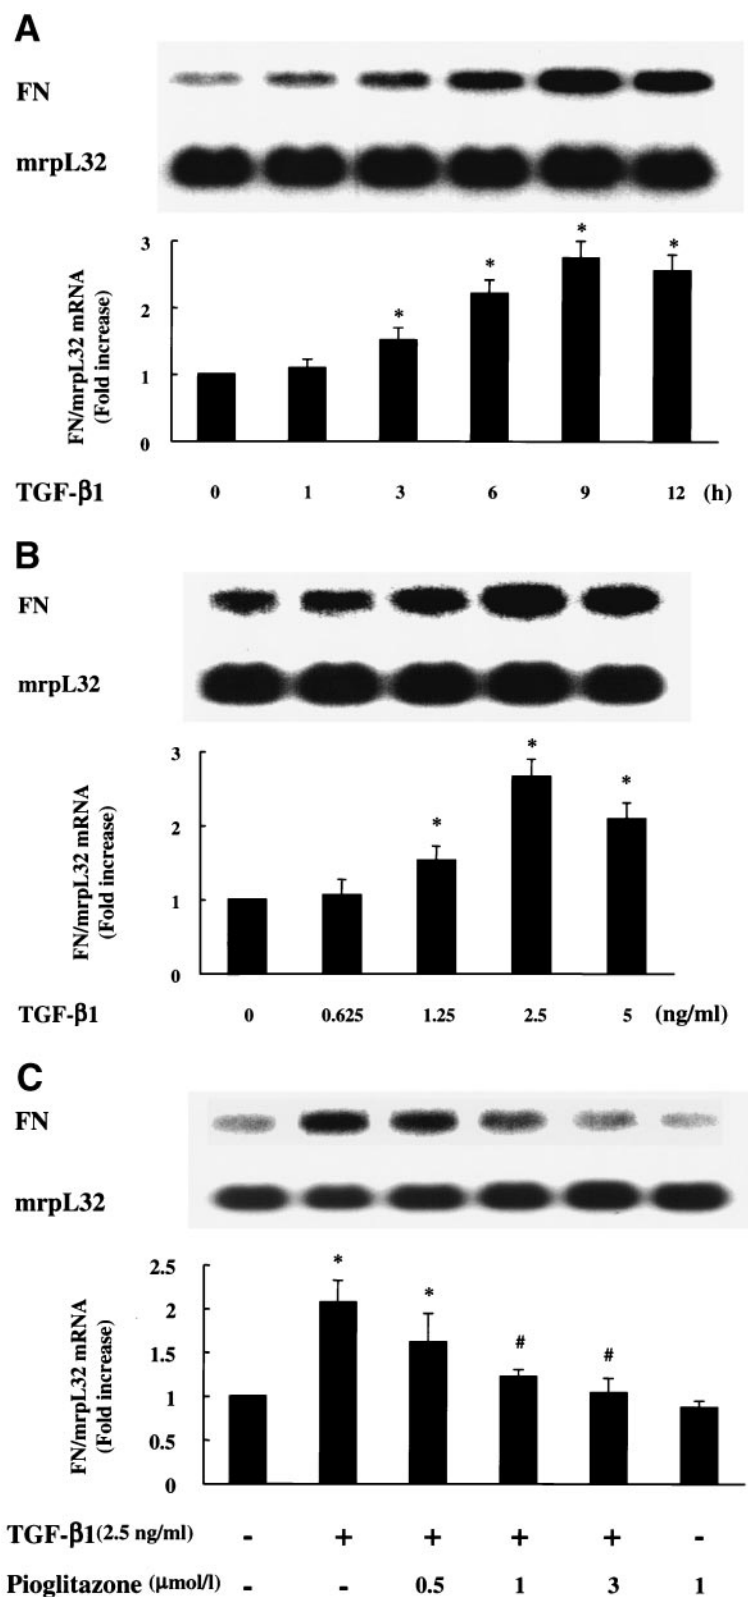 A
FN
mrpL32
FN/mrpL32 mRNA
(Fold increase)
3
2
1
0
* * * *
TGF-β1 0 1 3 6 9 12 (h)
B
FN
mrpL32
FN/mrpL32 mRNA
(Fold increase)
3
2
1
0
* * *
TGF-β1 0 0.625 1.25 2.5 5 (ng/ml)
C
FN
mrpL32
FN/mrpL32 mRNA
(Fold increase)
2.5
2
1.5
1
0.5
0
* * # #
TGF-β1(2.5 ng/ml) - + + + + -
Pioglitazone (μmol/l) - - 0.5 1 3 1